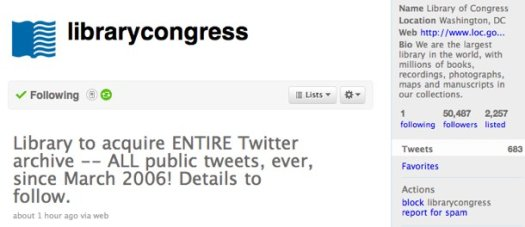 librarycongress
Following
Lists
Library to acquire ENTIRE Twitter
archive -- ALL public tweets, ever,
since March 2006! Details to
follow.
about 1 hour ago via web
Name Library of Congress
Location Washington, DC
Web http://www.loc.go...
Bio We are the largest
library in the world, with
millions of books,
recordings, photographs,
maps and manuscripts in
our collections.
1 50,487 2,257
following followers listed
Tweets 683
Favorites
Actions
block librarycongress
report for spam